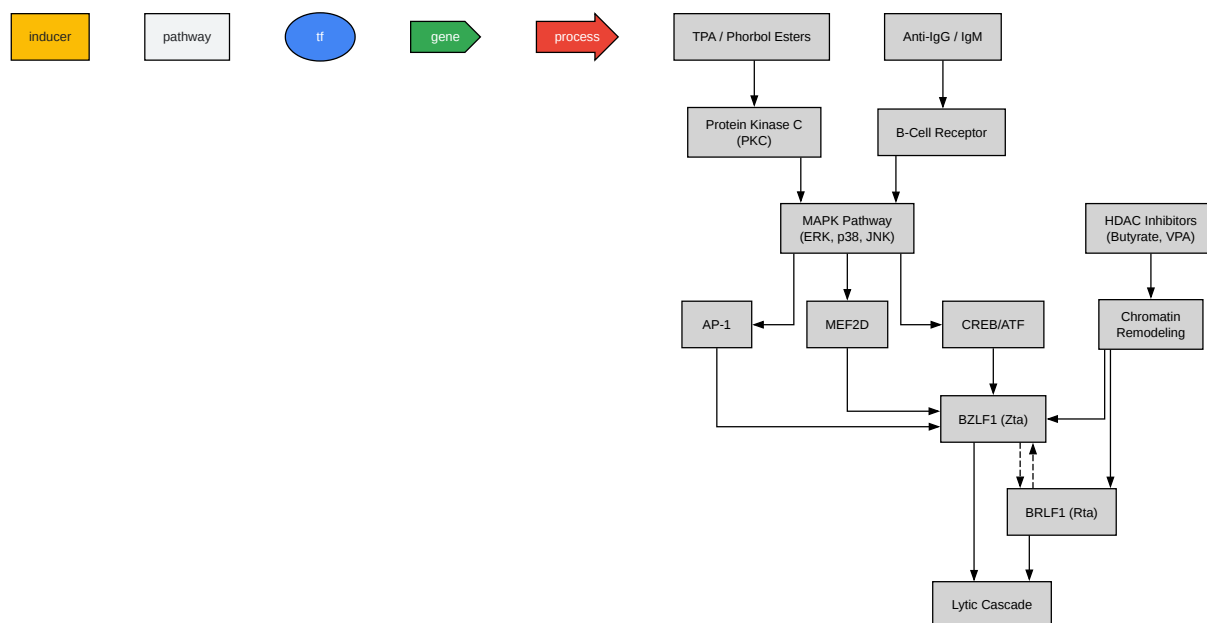 inducer
pathway
tf
gene
process
TPA / Phorbol Esters
Anti-IgG / IgM
Protein Kinase C
(PKC)
B-Cell Receptor
MAPK Pathway
(ERK, p38, JNK)
HDAC Inhibitors
(Butyrate, VPA)
AP-1
MEF2D
CREB/ATF
Chromatin
Remodeling
BZLF1 (Zta)
BRLF1 (Rta)
Lytic Cascade